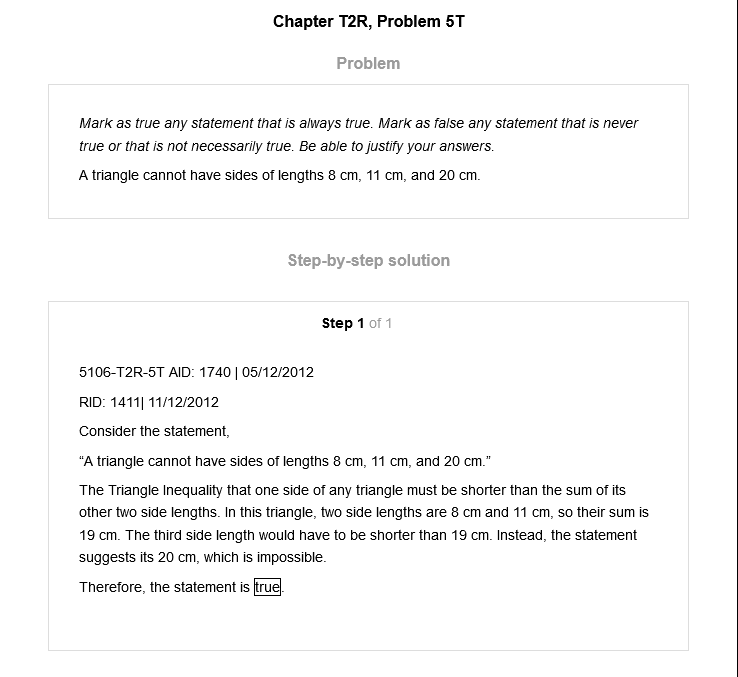 Chapter T2R, Problem 5T
Problem
Mark as true any statement that is always true. Mark as false any statement that is never
true or that is not necessarily true. Be able to justify your answers.
A triangle cannot have sides of lengths 8 cm, 11 cm, and 20 cm.
Step-by-step solution
Step 1 of 1
5106-T2R-5T AID: 1740 | 05/12/2012
RID: 1411| 11/12/2012
Consider the statement,
“A triangle cannot have sides of lengths 8 cm, 11 cm, and 20 cm.”
The Triangle Inequality that one side of any triangle must be shorter than the sum of its
other two side lengths. In this triangle, two side lengths are 8 cm and 11 cm, so their sum is
19 cm. The third side length would have to be shorter than 19 cm. Instead, the statement
suggests its 20 cm, which is impossible.
Therefore, the statement is true.